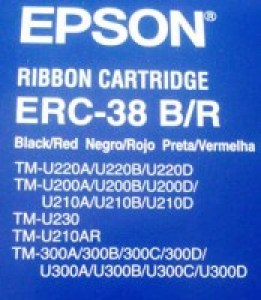 EPSON
RIBBON CARTRIDGE
ERC-38 B/R
Black/Red Negro/Rojo Preta/Vermelha
TM-U220A/U220B/U220D
TM-U200A/U200B/U200D/
U210A/U210B/U210D
TM-U230
TM-U210AR
TM-300A/300B/300C/300D/
U300A/U300B/U300C/U300D